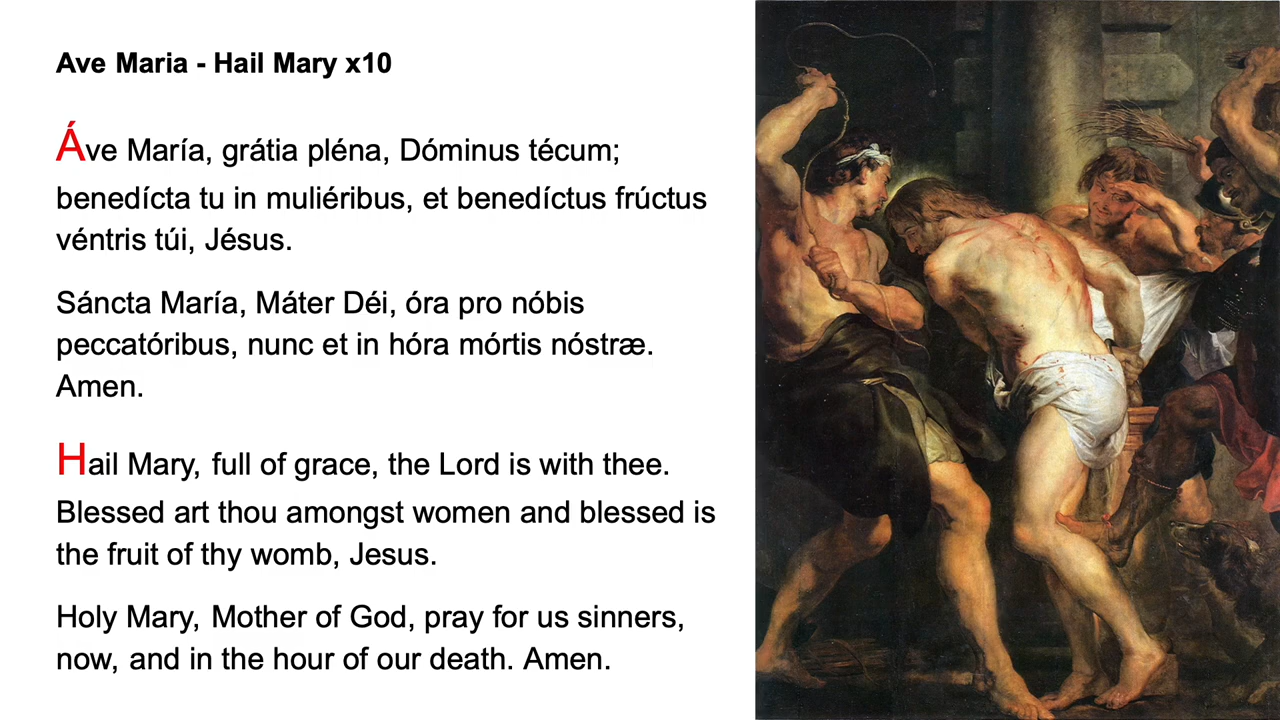 Ave Maria - Hail Mary x10
Áve María, grátia pléna, Dóminus técum;
benedícta tu in muliéribus, et benedíctus frúctus
véntris túi, Jésus.
Sáncta María, Máter Déi, óra pro nóbis
peccatóribus, nunc et in hóra mórtis nóstræ.
Amen.
Hail Mary, full of grace, the Lord is with thee.
Blessed art thou amongst women and blessed is
the fruit of thy womb, Jesus.
Holy Mary, Mother of God, pray for us sinners,
now, and in the hour of our death. Amen.